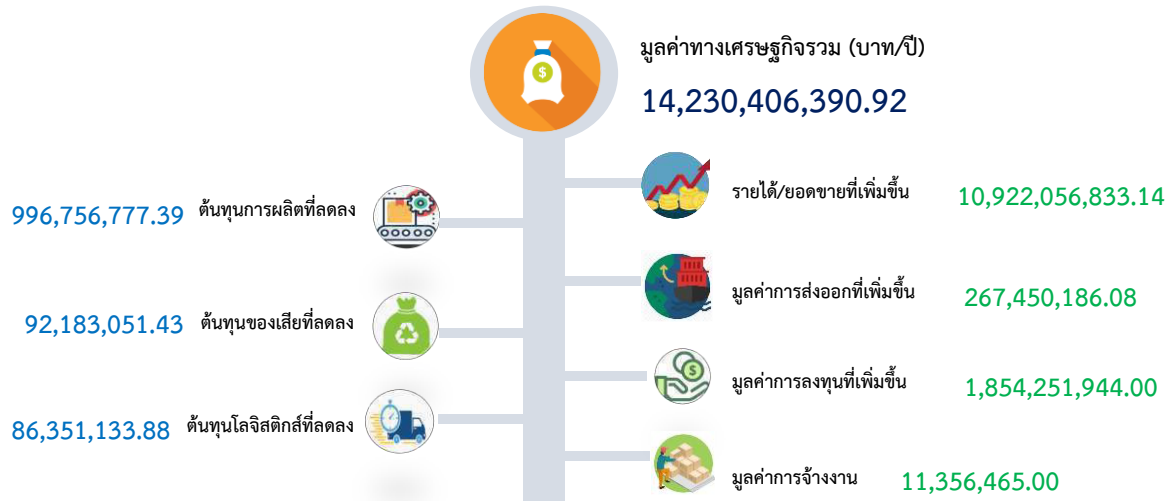 มูลค่าทางเศรษฐกิจรวม (บาท/ปี)
14,230,406,390.92
996,756,777.39 ต้นทุนการผลิตที่ลดลง
92,183,051.43 ต้นทุนของเสียที่ลดลง
86,351,133.88 ต้นทุนโลจิสติกส์ที่ลดลง
รายได้/ยอดขายที่เพิ่มขึ้น 10,922,056,833.14
มูลค่าการส่งออกที่เพิ่มขึ้น 267,450,186.08
มูลค่าการลงทุนที่เพิ่มขึ้น 1,854,251,944.00
มูลค่าการจ้างงาน 11,356,465.00